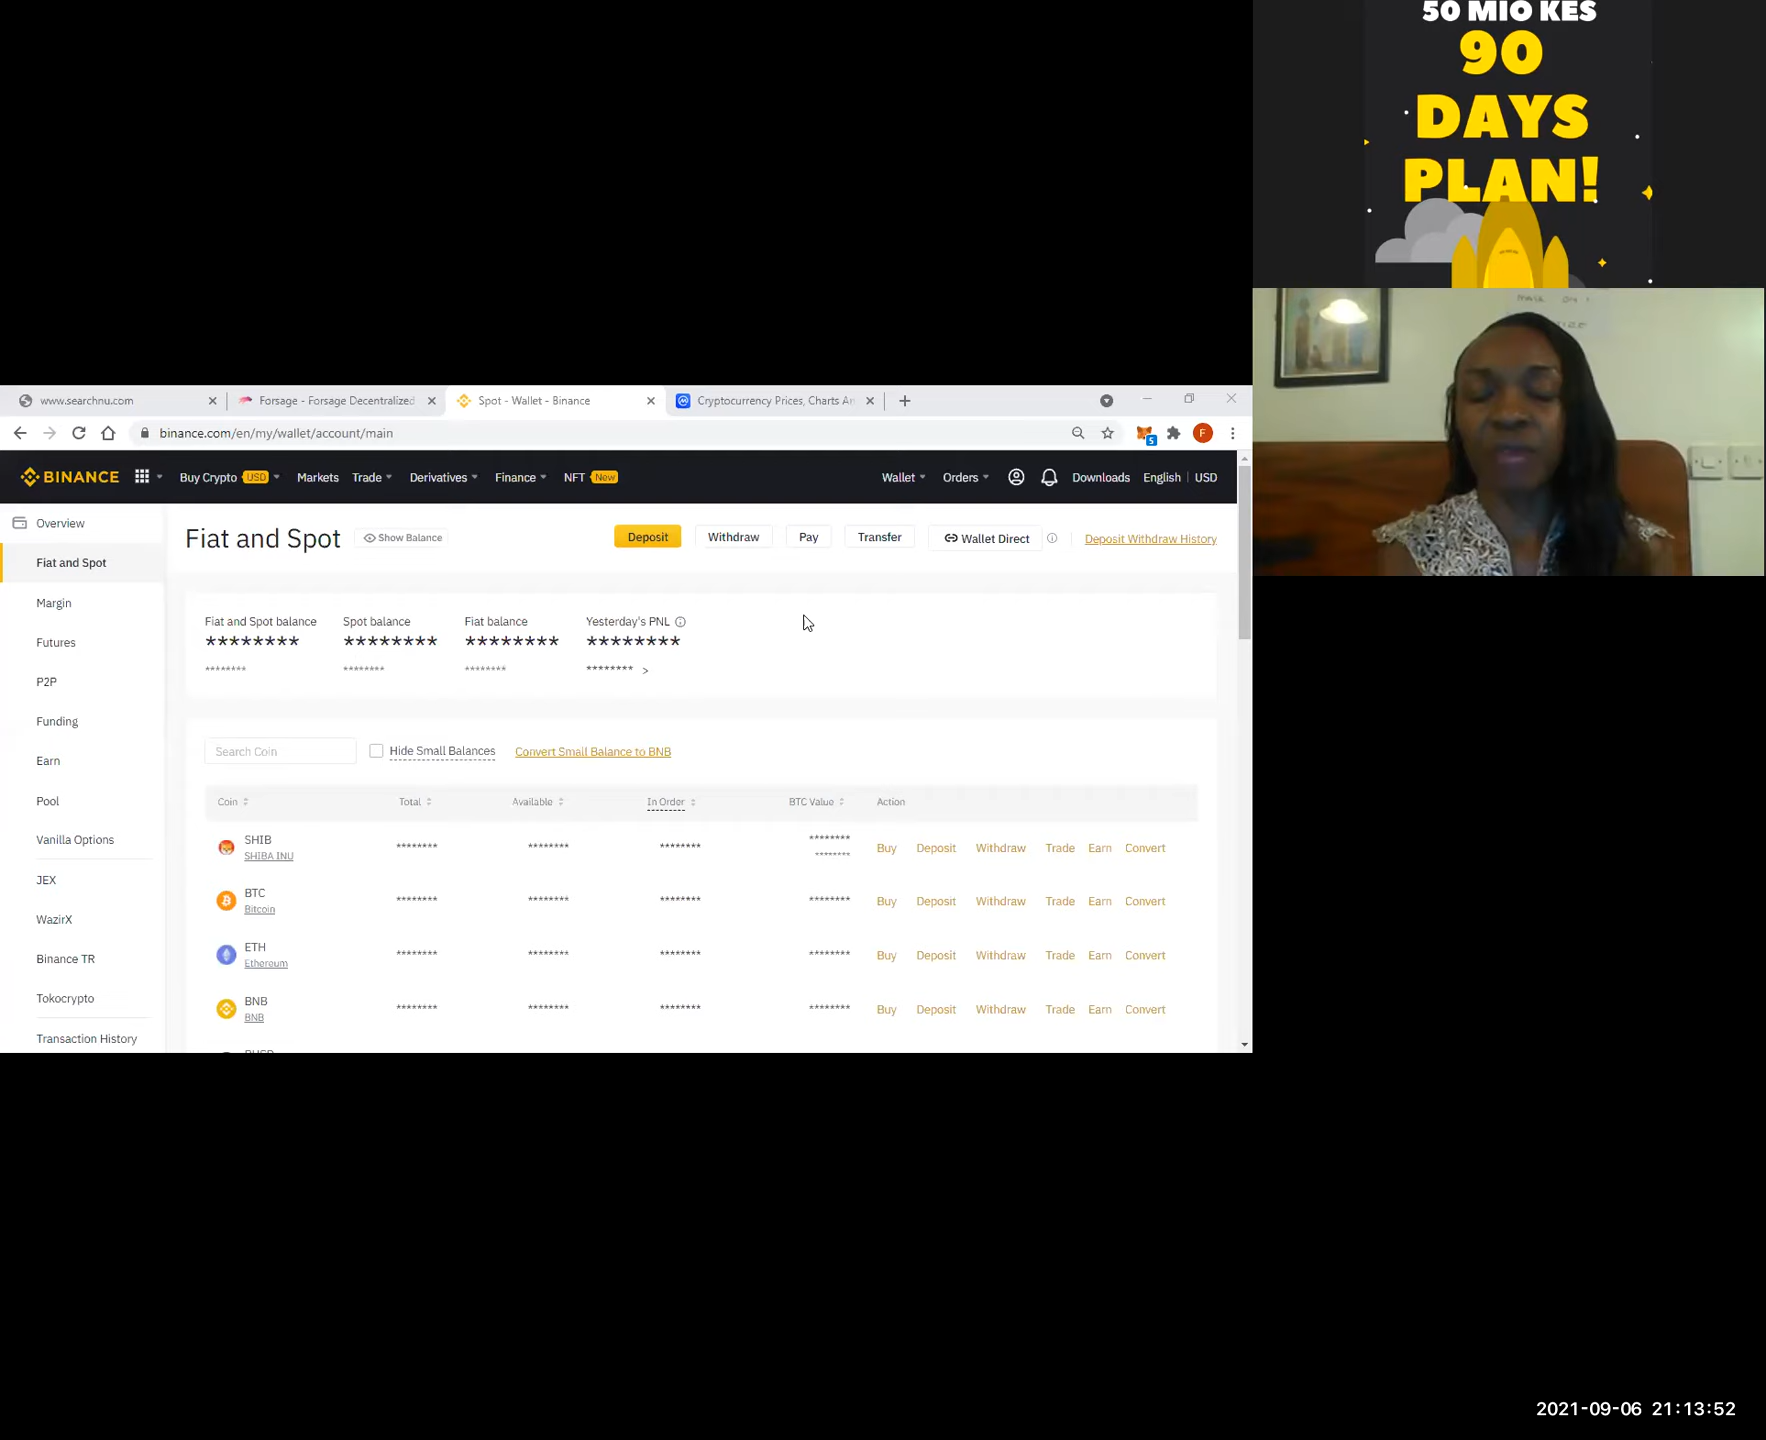 50 MIO KES
90
DAYS
PLAN!
www.searchnu.com
Forsage - Forsage Decentralized
Spot - Wallet - Binance
Cryptocurrency Prices, Charts An
binance.com/en/my/wallet/account/main
5
F
BINANCE
Buy Crypto USD
Markets
Trade
Derivatives
Finance
NFT New
Wallet
Orders
Downloads
English
USD
Overview
Fiat and Spot
Margin
Futures
P2P
Funding
Earn
Pool
Vanilla Options
JEX
WazirX
Binance TR
Tokocrypto
Transaction History
Fiat and Spot
Show Balance
Deposit
Withdraw
Pay
Transfer
Wallet Direct
Deposit Withdraw History
Fiat and Spot balance
Spot balance
Fiat balance
Yesterday's PNL
******** ******** ******** ********
******** ******** ******** ******** >
Search Coin
Hide Small Balances
Convert Small Balance to BNB
Coin Total Available In Order BTC Value Action
SHIB ******** ******** ******** ******** Buy Deposit Withdraw Trade Earn Convert
SHIBA INU ********
BTC ******** ******** ******** ******** Buy Deposit Withdraw Trade Earn Convert
Bitcoin
ETH ******** ******** ******** ******** Buy Deposit Withdraw Trade Earn Convert
Ethereum
BNB ******** ******** ******** ******** Buy Deposit Withdraw Trade Earn Convert
BNB
2021-09-06 21:13:52